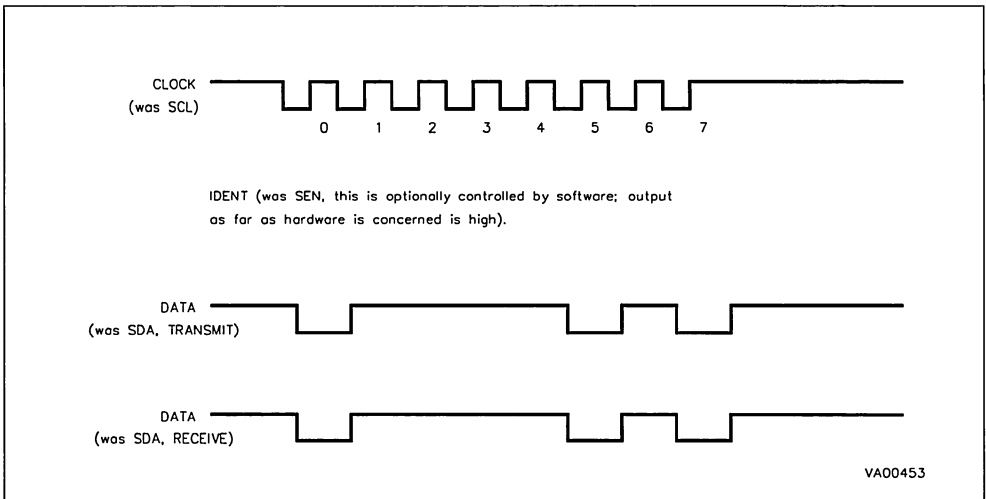 CLOCK
(was SCL)
0 1 2 3 4 5 6 7
IDENT (was SEN, this is optionally controlled by software; output
as far as hardware is concerned is high).
DATA
(was SDA, TRANSMIT)
DATA
(was SDA, RECEIVE)
VA00453